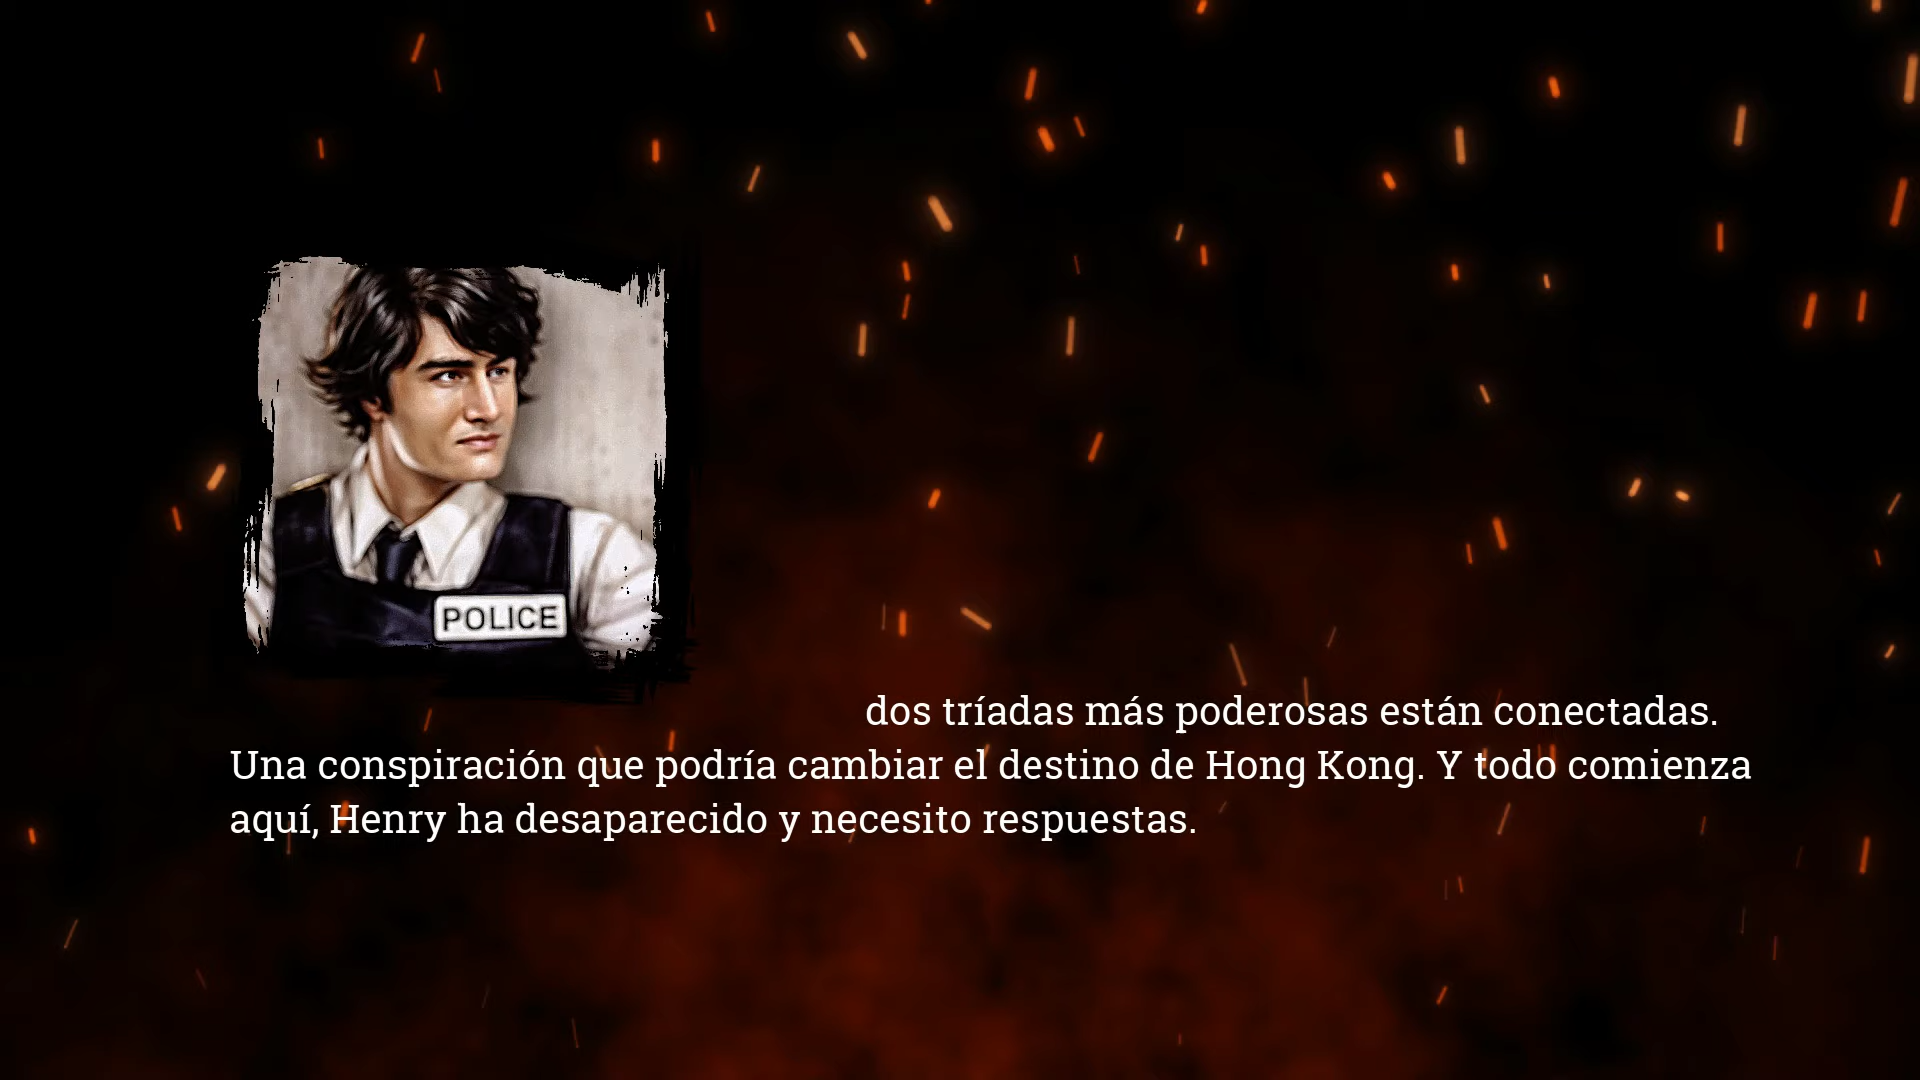 POLICE
dos tríadas más poderosas están conectadas.
Una conspiración que podría cambiar el destino de Hong Kong. Y todo comienza
aquí, Henry ha desaparecido y necesito respuestas.